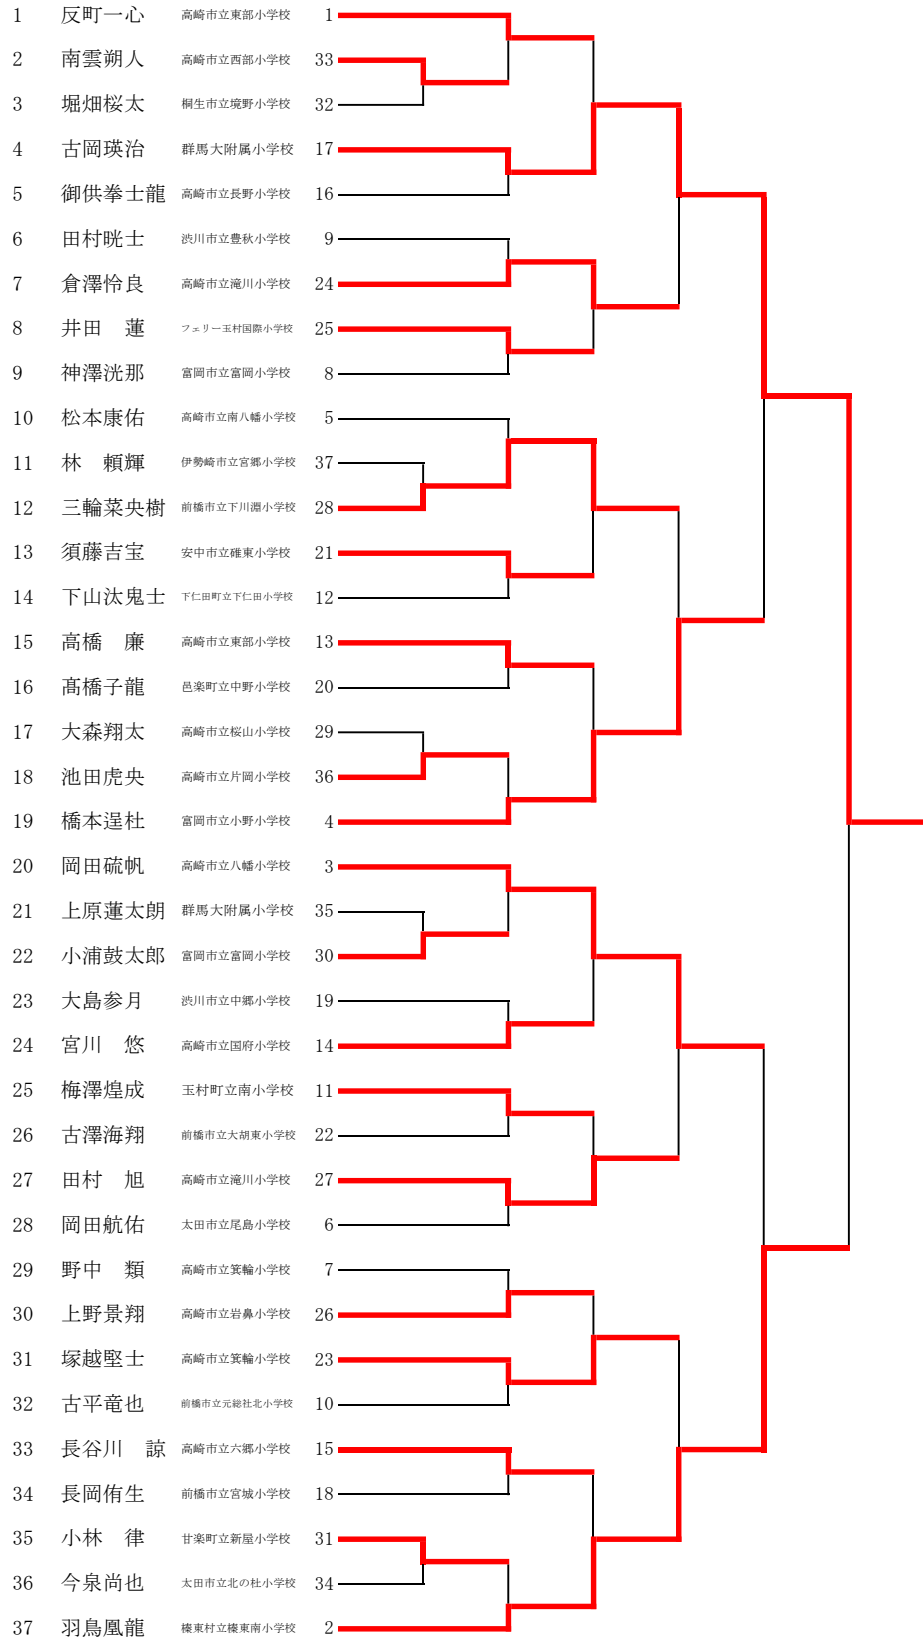 1 反町一心 高崎市立東部小学校 1
2 南雲朔人 高崎市立西部小学校 33
3 堀畑桜太 桐生市立境野小学校 32
4 古岡瑛治 群馬大附属小学校 17
5 御供拳士龍 高崎市立長野小学校 16
6 田村晄士 渋川市立豊秋小学校 9
7 倉澤怜良 高崎市立滝川小学校 24
8 井田　蓮 フェリー玉村国際小学校 25
9 神澤洸那 富岡市立富岡小学校 8
10 松本康佑 高崎市立南八幡小学校 5
11 林　頼輝 伊勢崎市立宮郷小学校 37
12 三輪菜央樹 前橋市立下川淵小学校 28
13 須藤吉宝 安中市立碓東小学校 21
14 下山汰鬼士 下仁田町立下仁田小学校 12
15 高橋　廉 高崎市立東部小学校 13
16 髙橋子龍 邑楽町立中野小学校 20
17 大森翔太 高崎市立桜山小学校 29
18 池田虎央 高崎市立片岡小学校 36
19 橋本逞杜 富岡市立小野小学校 4
20 岡田硫帆 高崎市立八幡小学校 3
21 上原蓮太朗 群馬大附属小学校 35
22 小浦鼓太郎 富岡市立富岡小学校 30
23 大島参月 渋川市立中郷小学校 19
24 宮川　悠 高崎市立国府小学校 14
25 梅澤煌成 玉村町立南小学校 11
26 古澤海翔 前橋市立大胡東小学校 22
27 田村　旭 高崎市立滝川小学校 27
28 岡田航佑 太田市立尾島小学校 6
29 野中　類 高崎市立箕輪小学校 7
30 上野景翔 高崎市立岩鼻小学校 26
31 塚越堅士 高崎市立箕輪小学校 23
32 古平竜也 前橋市立元総社北小学校 10
33 長谷川　諒 高崎市立六郷小学校 15
34 長岡侑生 前橋市立宮城小学校 18
35 小林　律 甘楽町立新屋小学校 31
36 今泉尚也 太田市立北の杜小学校 34
37 羽鳥凰龍 榛東村立榛東南小学校 2